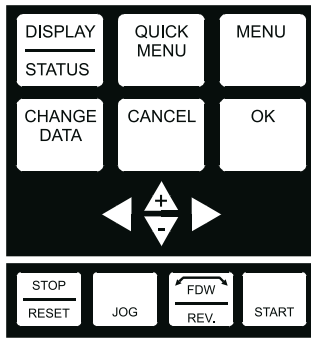 DISPLAY
STATUS
QUICK
MENU
MENU
CHANGE
DATA
CANCEL
OK
+
-
STOP
RESET
JOG
FDW
REV.
START